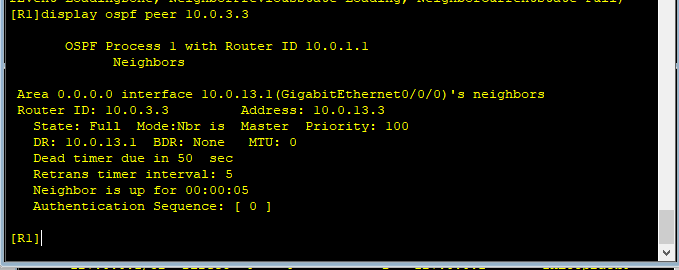 [R1]display ospf peer 10.0.3.3
OSPF Process 1 with Router ID 10.0.1.1
Neighbors
Area 0.0.0.0 interface 10.0.13.1(GigabitEthernet0/0/0)'s neighbors
Router ID: 10.0.3.3 Address: 10.0.13.3
State: Full Mode:Nbr is Master Priority: 100
DR: 10.0.13.1 BDR: None MTU: 0
Dead timer due in 50 sec
Retrans timer interval: 5
Neighbor is up for 00:00:05
Authentication Sequence: [ 0 ]
[R1]